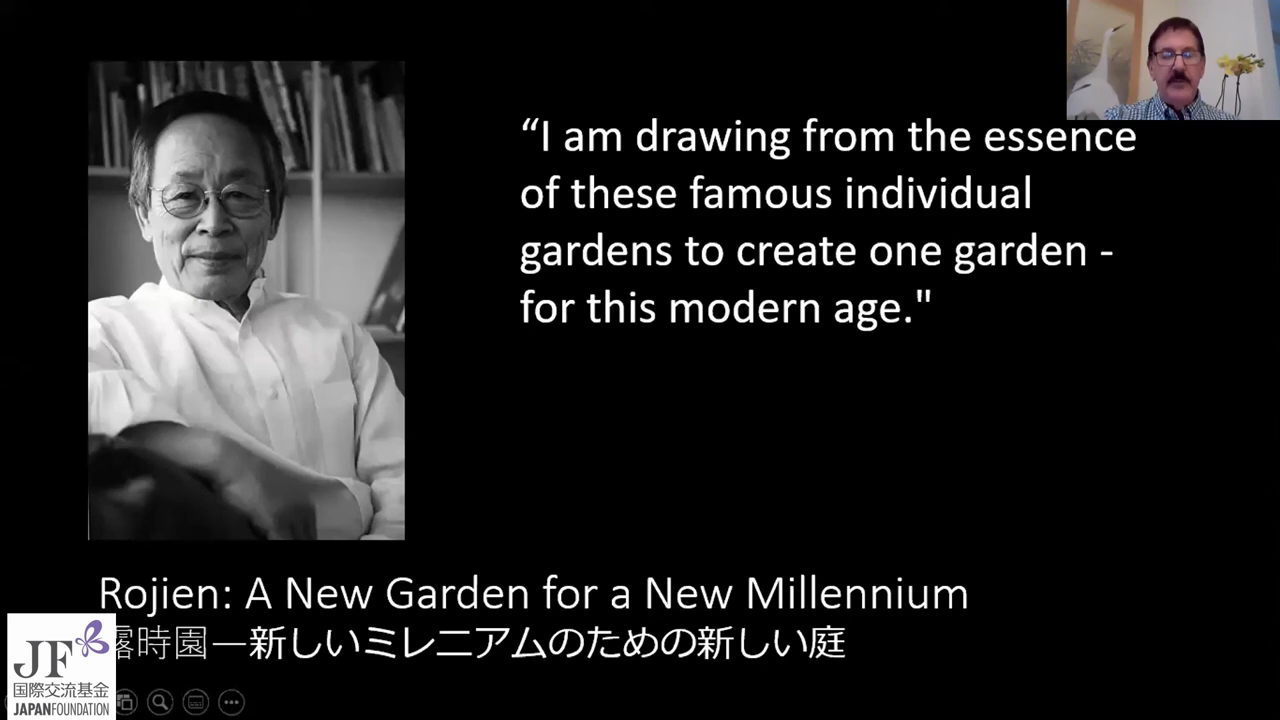 “I am drawing from the essence
of these famous individual
gardens to create one garden -
for this modern age."
Rojien: A New Garden for a New Millennium
露時園—新しいミレニアムのための新しい庭
JF
国際交流基金
JAPANFOUNDATION